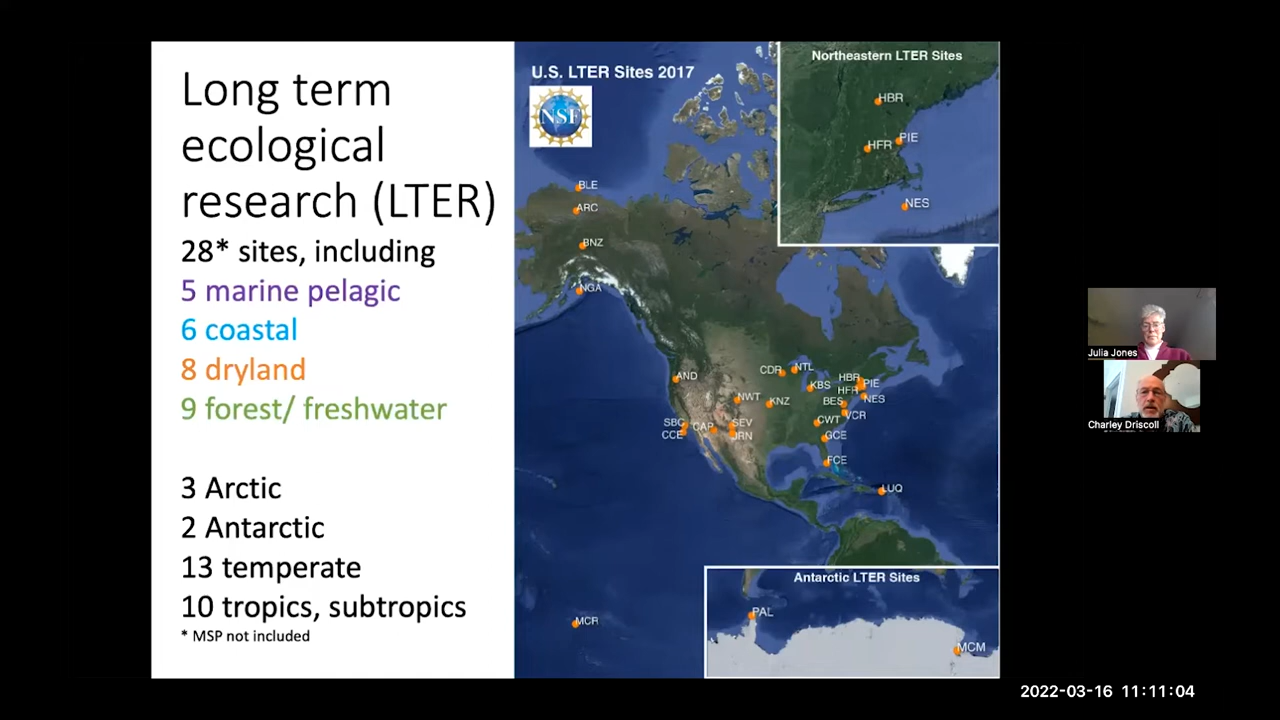 Long term
ecological
research (LTER)
28* sites, including
5 marine pelagic
6 coastal
8 dryland
9 forest/ freshwater
3 Arctic
2 Antarctic
13 temperate
10 tropics, subtropics
* MSP not included
U.S. LTER Sites 2017
NSF
Northeastern LTER Sites
HBR
PIE
HFR
NES
BLE
ARC
BNZ
NGA
AND
CDR
NTL
KBS
HBR
PIE
HFR
NES
NWT
KNZ
BES
VCR
SBC
CAP
SEV
CWT
CCE
JRN
GCE
FCE
LUQ
MCR
Antarctic LTER Sites
PAL
MCM
Julia Jones
Charley Driscoll
2022-03-16 11:11:04